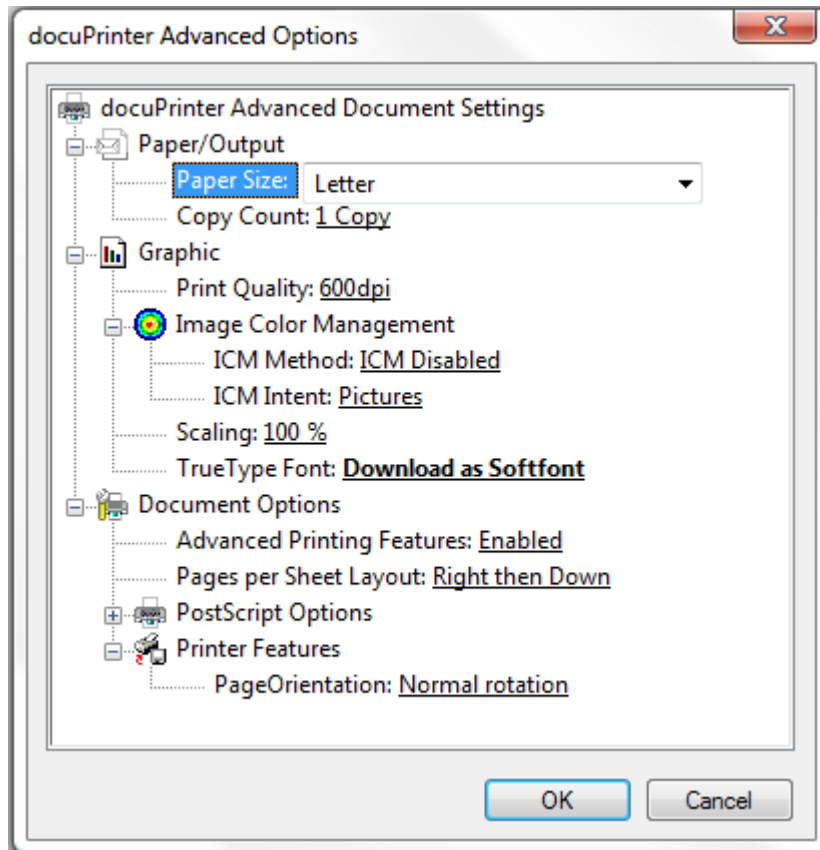 docuPrinter Advanced Options
docuPrinter Advanced Document Settings
Paper/Output
Paper Size: Letter
Copy Count: 1 Copy
Graphic
Print Quality: 600dpi
Image Color Management
ICM Method: ICM Disabled
ICM Intent: Pictures
Scaling: 100 %
TrueType Font: Download as Softfont
Document Options
Advanced Printing Features: Enabled
Pages per Sheet Layout: Right then Down
PostScript Options
Printer Features
PageOrientation: Normal rotation
OK Cancel